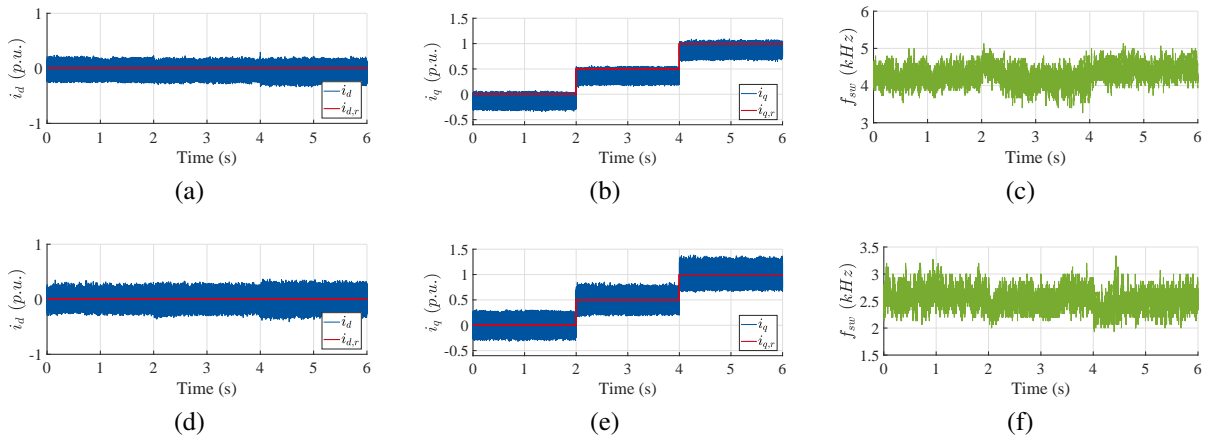 1
0
-1
i_d (p.u.)
i_d
i_{d,r}
0 1 2 3 4 5 6
Time (s)
(a)
1.5
1
0.5
0
-0.5
i_q (p.u.)
i_q
i_{q,r}
0 1 2 3 4 5 6
Time (s)
(b)
6
5
4
3
f_{sw} (kHz)
0 1 2 3 4 5 6
Time (s)
(c)
1
0
-1
i_d (p.u.)
i_d
i_{d,r}
0 1 2 3 4 5 6
Time (s)
(d)
1.5
1
0.5
0
-0.5
i_q (p.u.)
i_q
i_{q,r}
0 1 2 3 4 5 6
Time (s)
(e)
3.5
3
2.5
2
1.5
f_{sw} (kHz)
0 1 2 3 4 5 6
Time (s)
(f)